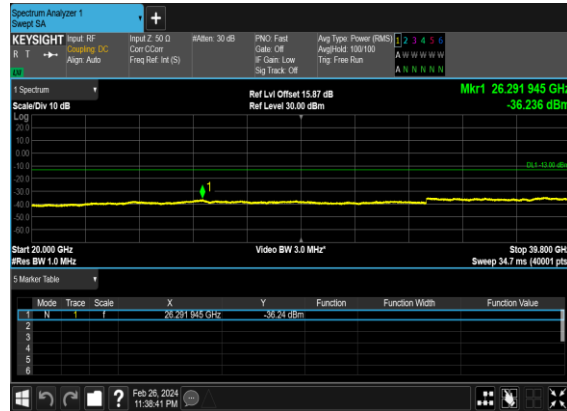 Spectrum Analyzer 1
Swept SA
+
KEYSIGHT Input: RF Input Z: 50 Ω #Atten: 30 dB PNO: Fast Avg Type: Power (RMS) 1 2 3 4 5 6
R T Coupling: DC Corr CCorr Gate: Off Avg|Hold: 100/100 A W W W W W
Align: Auto Freq Ref: Int (S) IF Gain: Low Trig: Free Run
Sig Track: Off A N N N N N
LW
1 Spectrum Ref Lvl Offset 15.87 dB Mkr1 26.291 945 GHz
Scale/Div 10 dB Ref Level 30.00 dBm -36.236 dBm
Log
20.0
10.0
0.00
-10.0
DL1 -13.00 dBm
-20.0
-30.0
1
-40.0
-50.0
-60.0
Start 20.000 GHz Video BW 3.0 MHz* Stop 39.800 GHz
#Res BW 1.0 MHz Sweep 34.7 ms (40001 pts)
5 Marker Table
Mode Trace Scale X Y Function Function Width Function Value
1 N 1 f 26.291 945 GHz -36.24 dBm
2
3
4
5
6
? Feb 26, 2024
11:38:41 PM